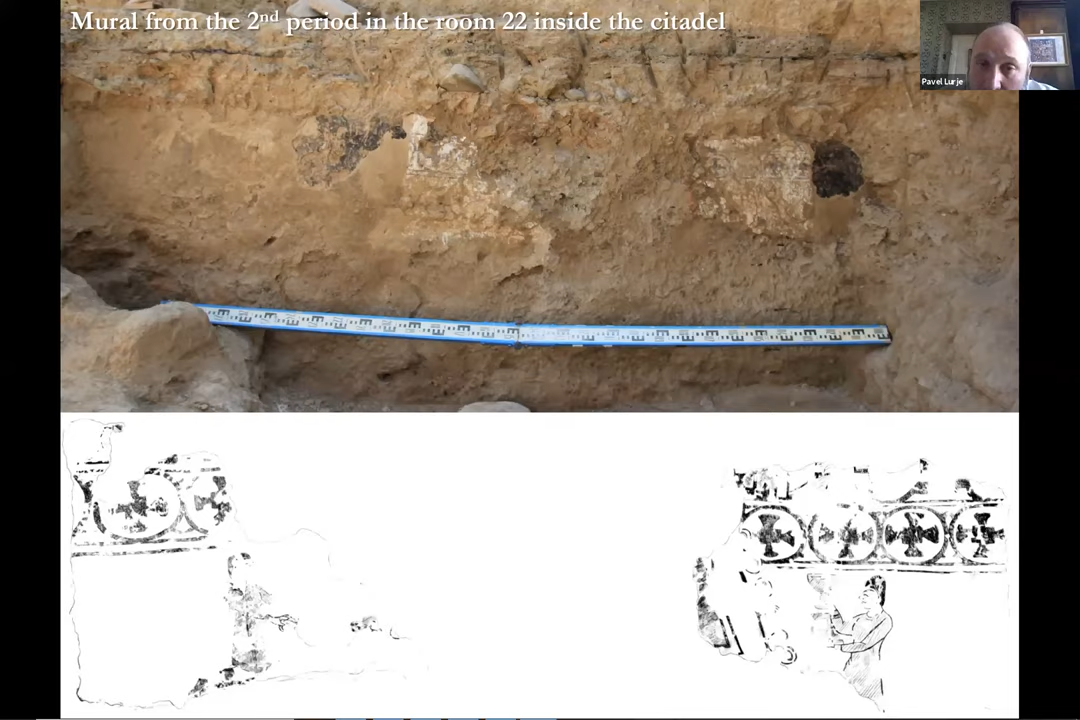 Mural from the 2nd period in the room 22 inside the citadel
Pavel Lurje